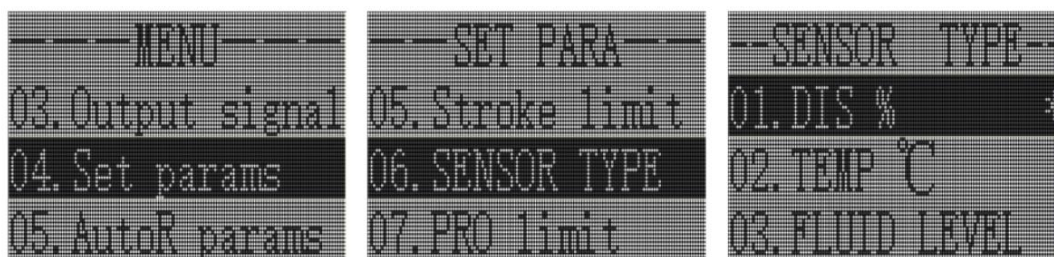 -----MENU-----
03.Output signal
04.Set params
05.AutoR params
----SET PARA----
05.Stroke limit
06.SENSOR TYPE
07.PRO limit
--SENSOR TYPE--
01.DIS % *
02.TEMP ℃
03.FLUID LEVEL